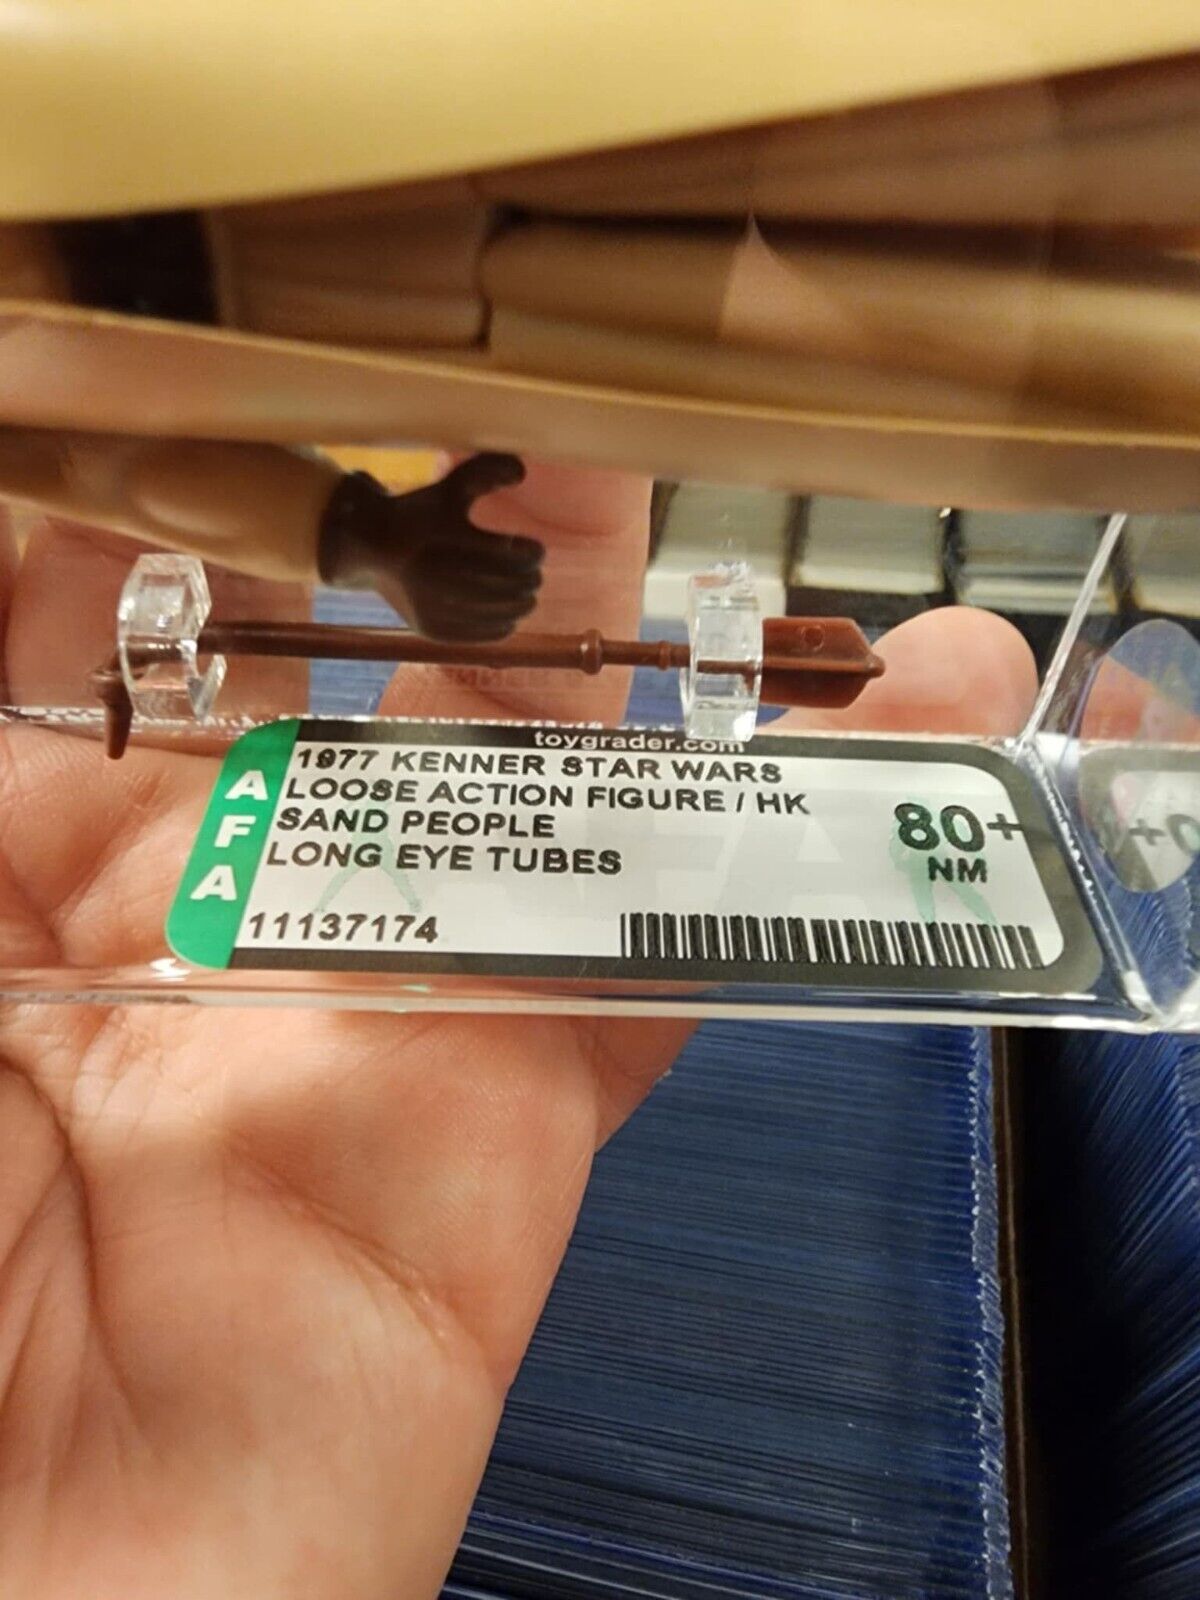 toygrader.com
AFA
1977 KENNER STAR WARS
LOOSE ACTION FIGURE / HK
SAND PEOPLE
LONG EYE TUBES
80+
NM
11137174